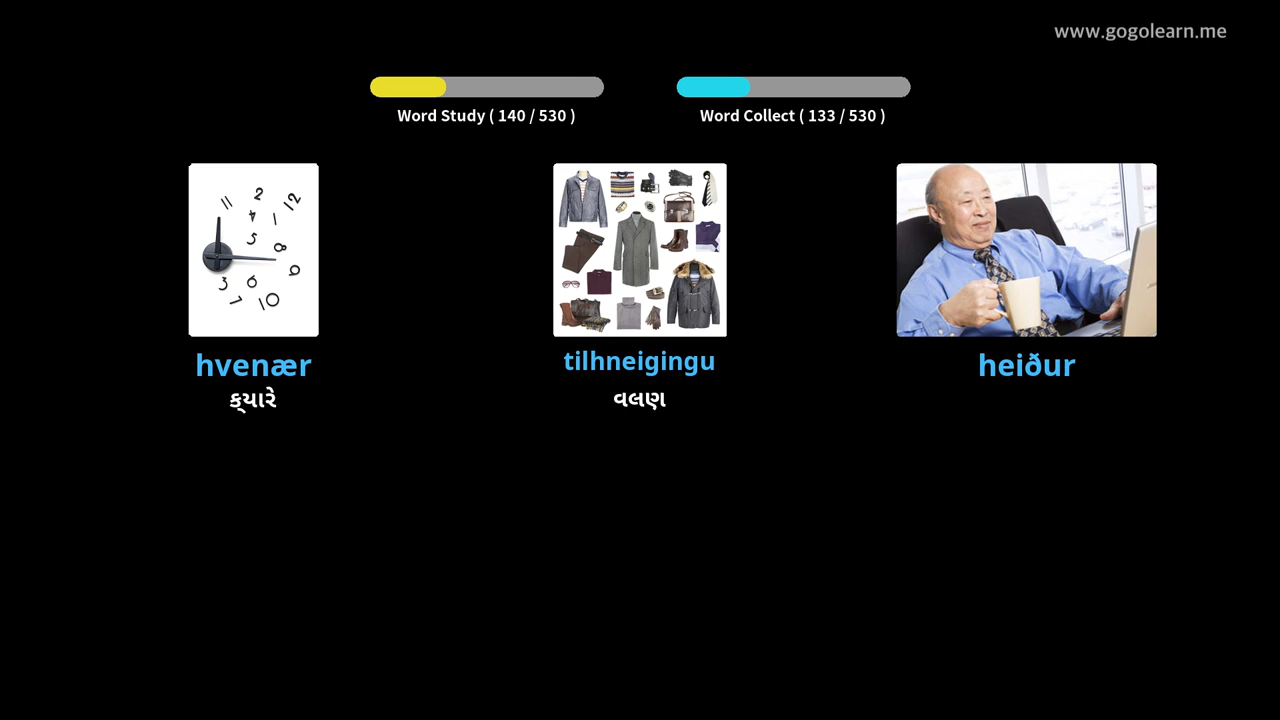 www.gogolearn.me
Word Study ( 140 / 530 )
Word Collect ( 133 / 530 )
hvenær
tilhneigingu
heiður
ક્યારે
વલણ